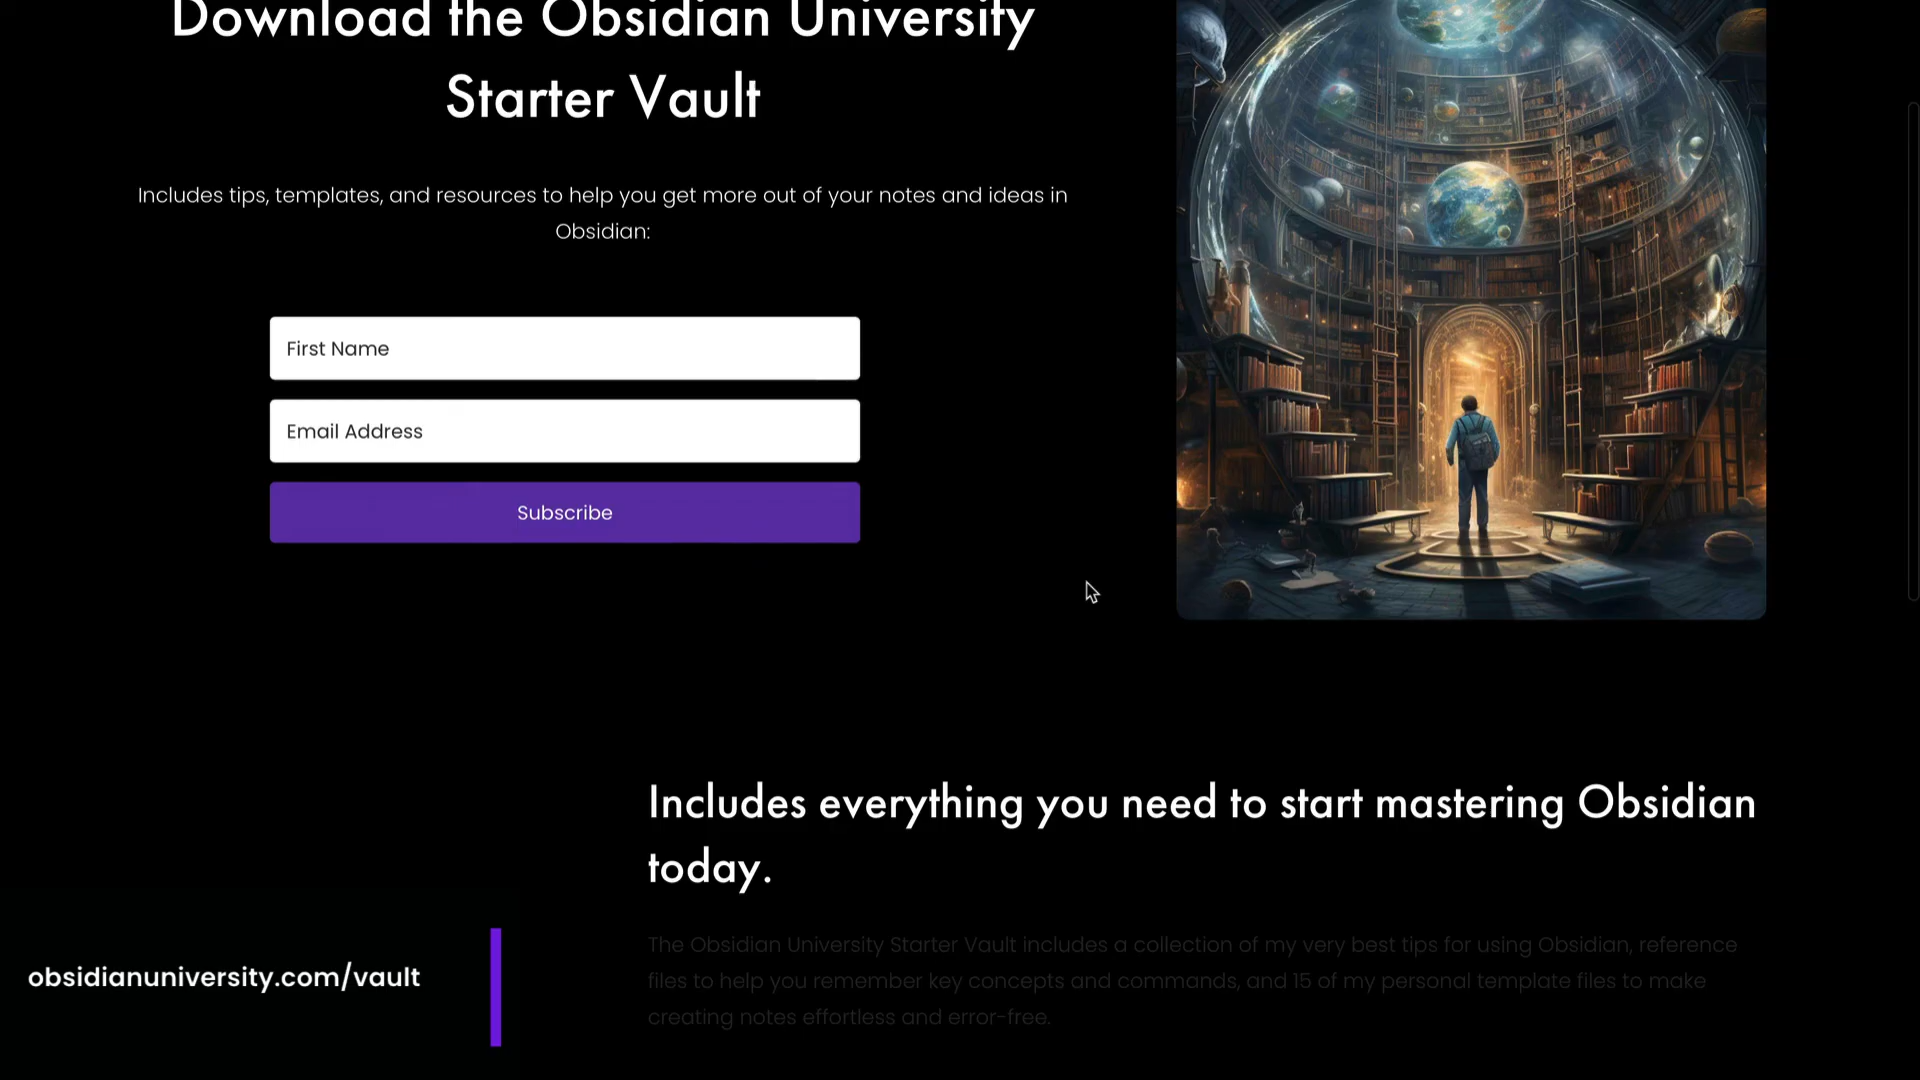 Download the Obsidian University
Starter Vault
Includes tips, templates, and resources to help you get more out of your notes and ideas in
Obsidian:
First Name
Email Address
Subscribe
Includes everything you need to start mastering Obsidian
today.
The Obsidian University Starter Vault includes a collection of my very best tips for using Obsidian, reference
files to help you remember key concepts and commands, and 15 of my personal template files to make
creating notes effortless and error-free.
obsidianuniversity.com/vault